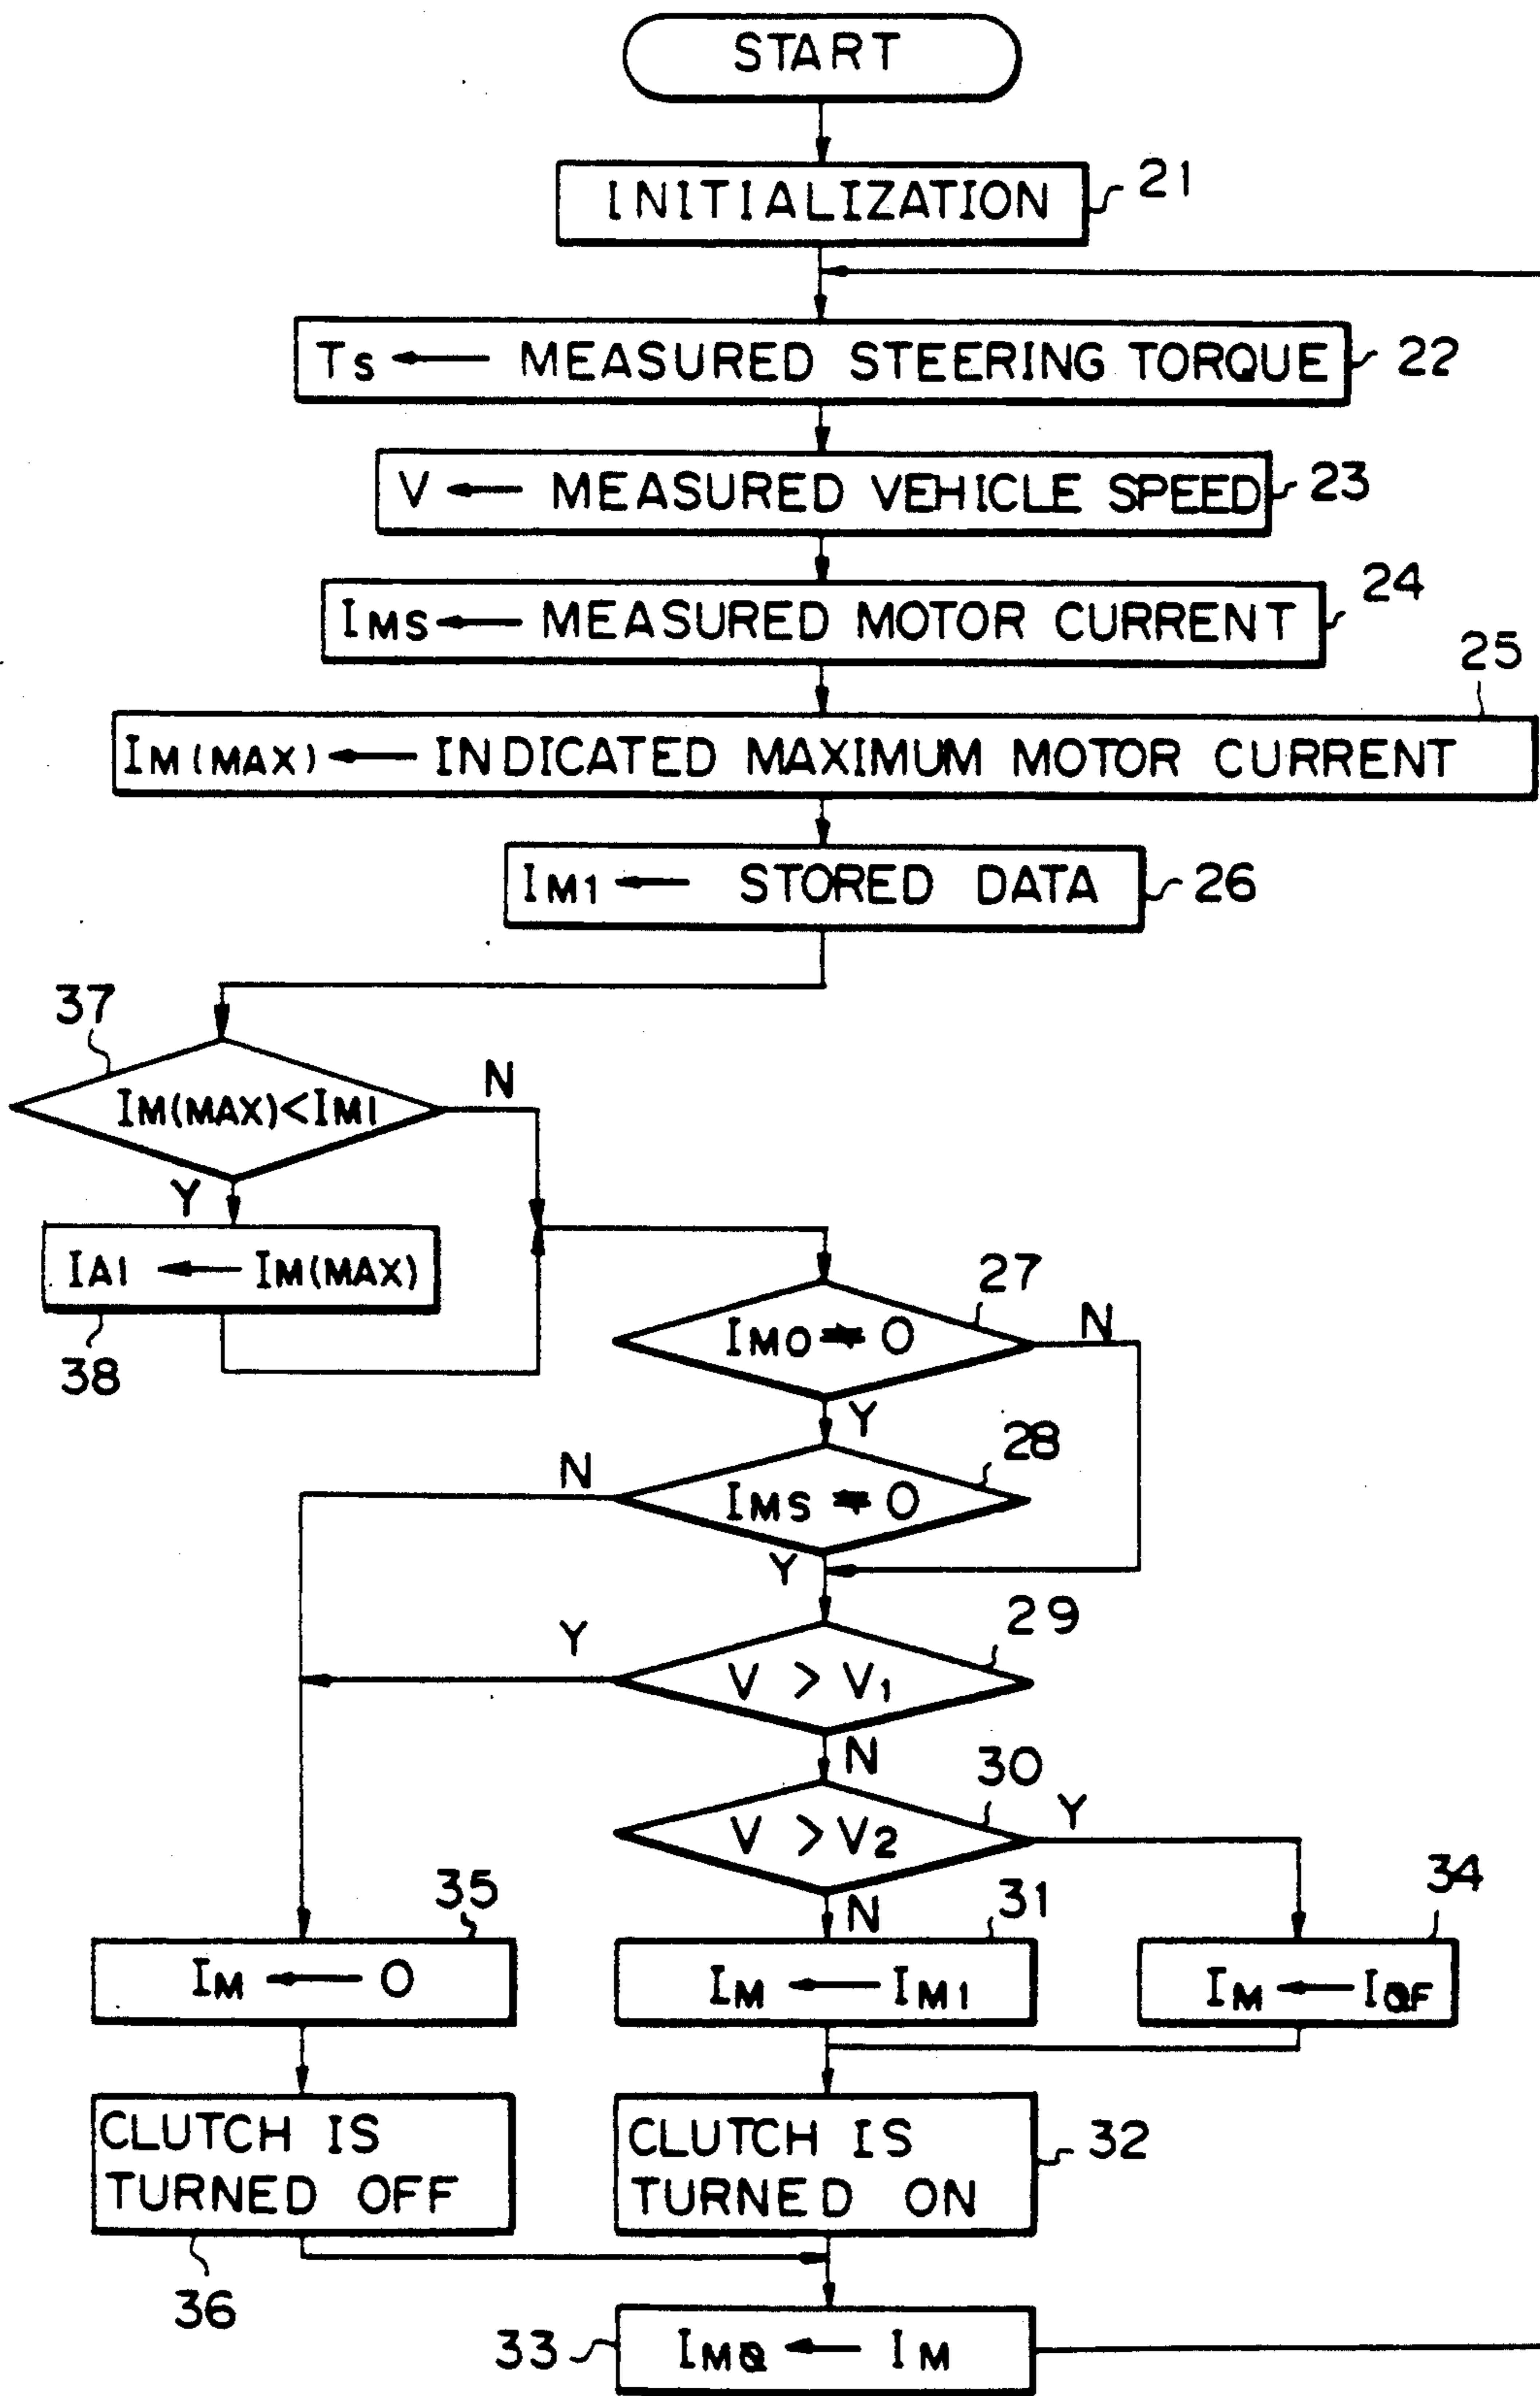 START
INITIALIZATION
21
Ts ← MEASURED STEERING TORQUE
22
V ← MEASURED VEHICLE SPEED
23
IMS ← MEASURED MOTOR CURRENT
24
25
IM(MAX) ← INDICATED MAXIMUM MOTOR CURRENT
IM1 ← STORED DATA
26
37
IM(MAX)<IM1
N
Y
IA1 ← IM(MAX)
38
27
IMO ≠ 0
N
Y
28
N
IMS ≠ 0
Y
29
Y
V > V1
N
30
V > V2
Y
N
35
31
34
IM ← 0
IM ← IM1
IM ← IQF
CLUTCH IS
TURNED OFF
CLUTCH IS
TURNED ON
32
36
33
IMQ ← IM